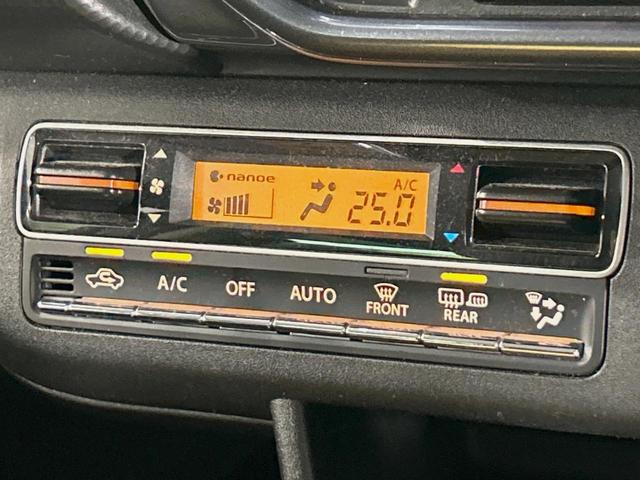 nanoe
A/C
25.0
A/C
OFF
AUTO
FRONT
REAR